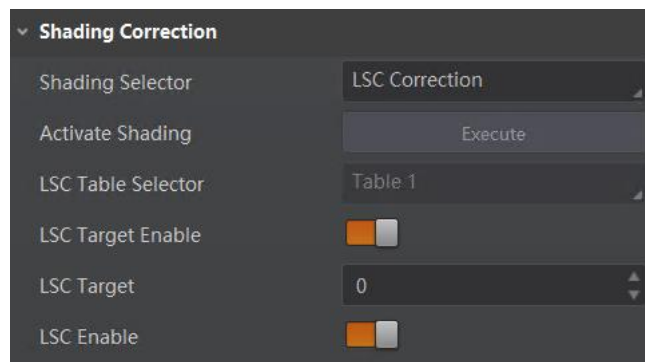 Shading Correction
Shading Selector LSC Correction
Activate Shading Execute
LSC Table Selector Table 1
LSC Target Enable
LSC Target 0
LSC Enable